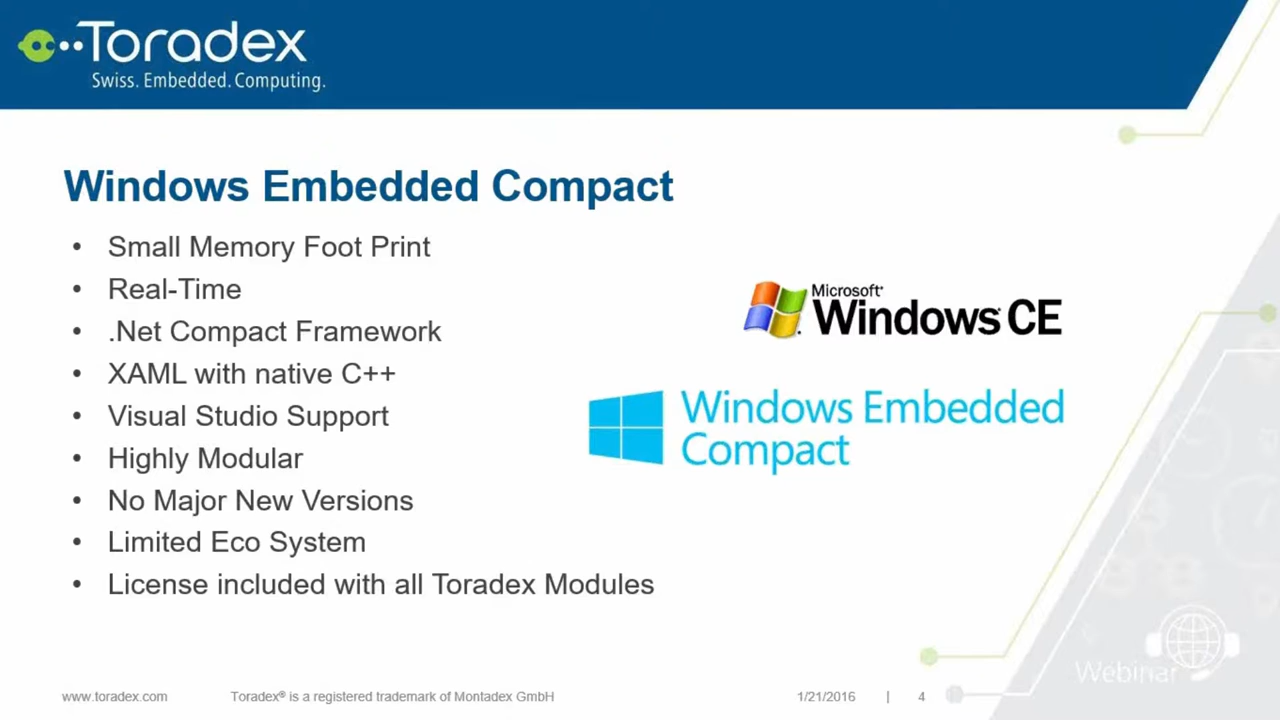 Toradex
Swiss. Embedded. Computing.
Windows Embedded Compact
• Small Memory Foot Print
• Real-Time
• .Net Compact Framework
• XAML with native C++
• Visual Studio Support
• Highly Modular
• No Major New Versions
• Limited Eco System
• License included with all Toradex Modules
Microsoft®
Windows CE
Windows Embedded
Compact
Webinar
www.toradex.com
Toradex® is a registered trademark of Montadex GmbH
1/21/2016 | 4